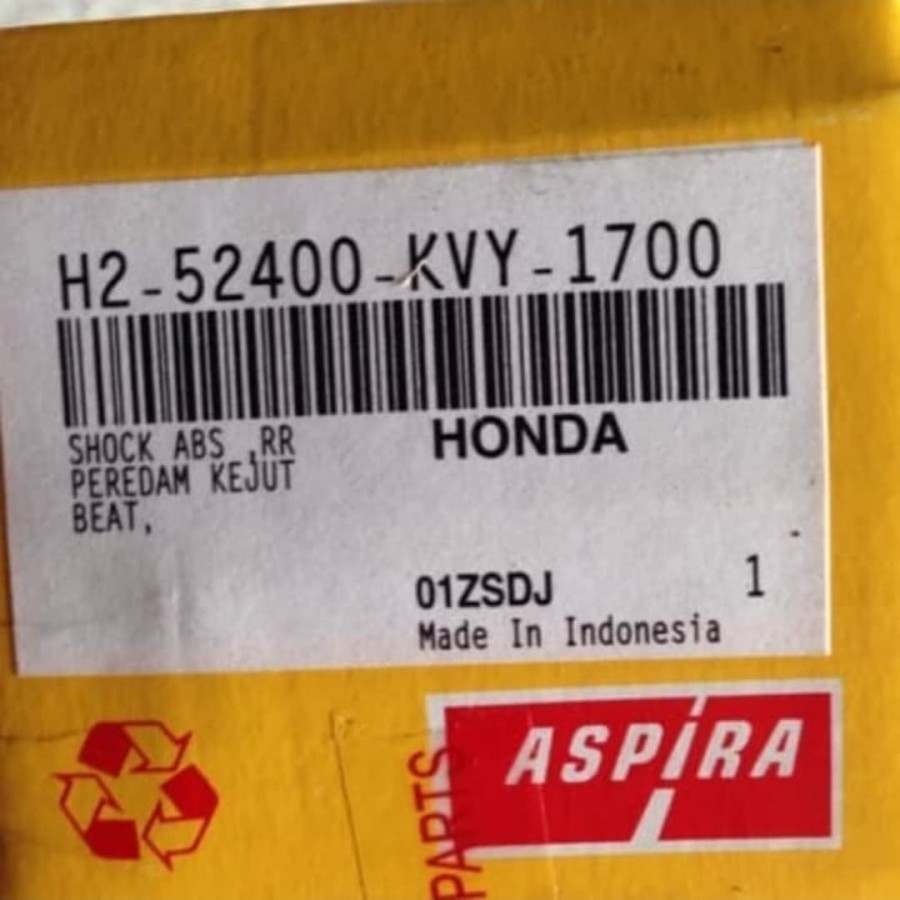 H2-52400-KVY-1700
SHOCK ABS ,RR
HONDA
PEREDAM KEJUT
BEAT,
01ZSDJ
1
Made In Indonesia
ASPIRA
PARTS